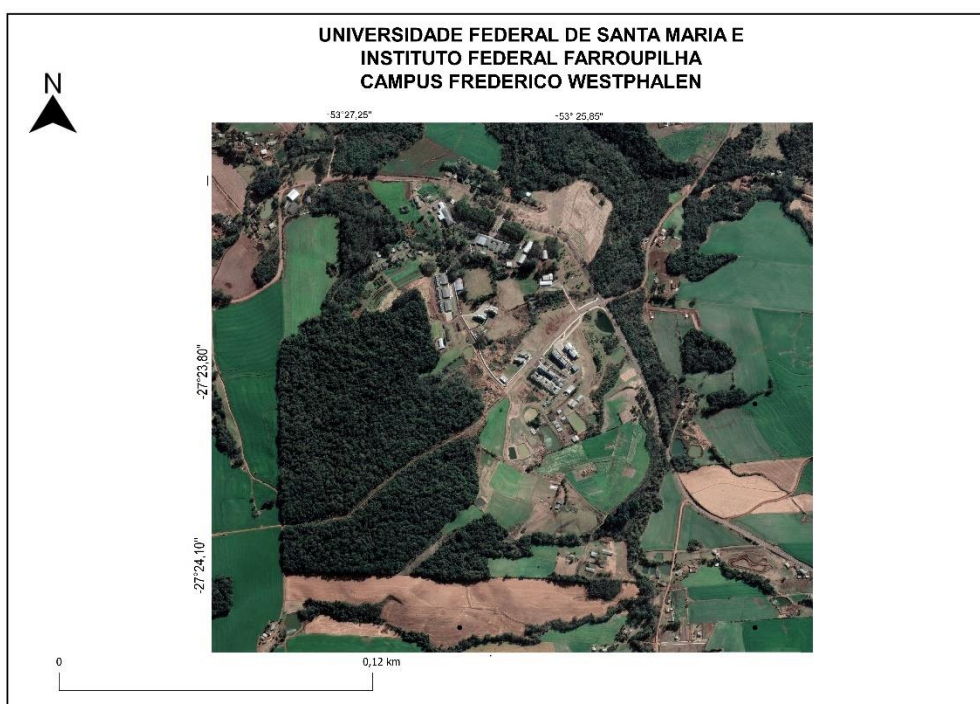 UNIVERSIDADE FEDERAL DE SANTA MARIA E
INSTITUTO FEDERAL FARROUPILHA
CAMPUS FREDERICO WESTPHALEN
N
-53°27,25"
-53° 25,85"
-27°23,80"
-27°24,10"
0
0,12 km